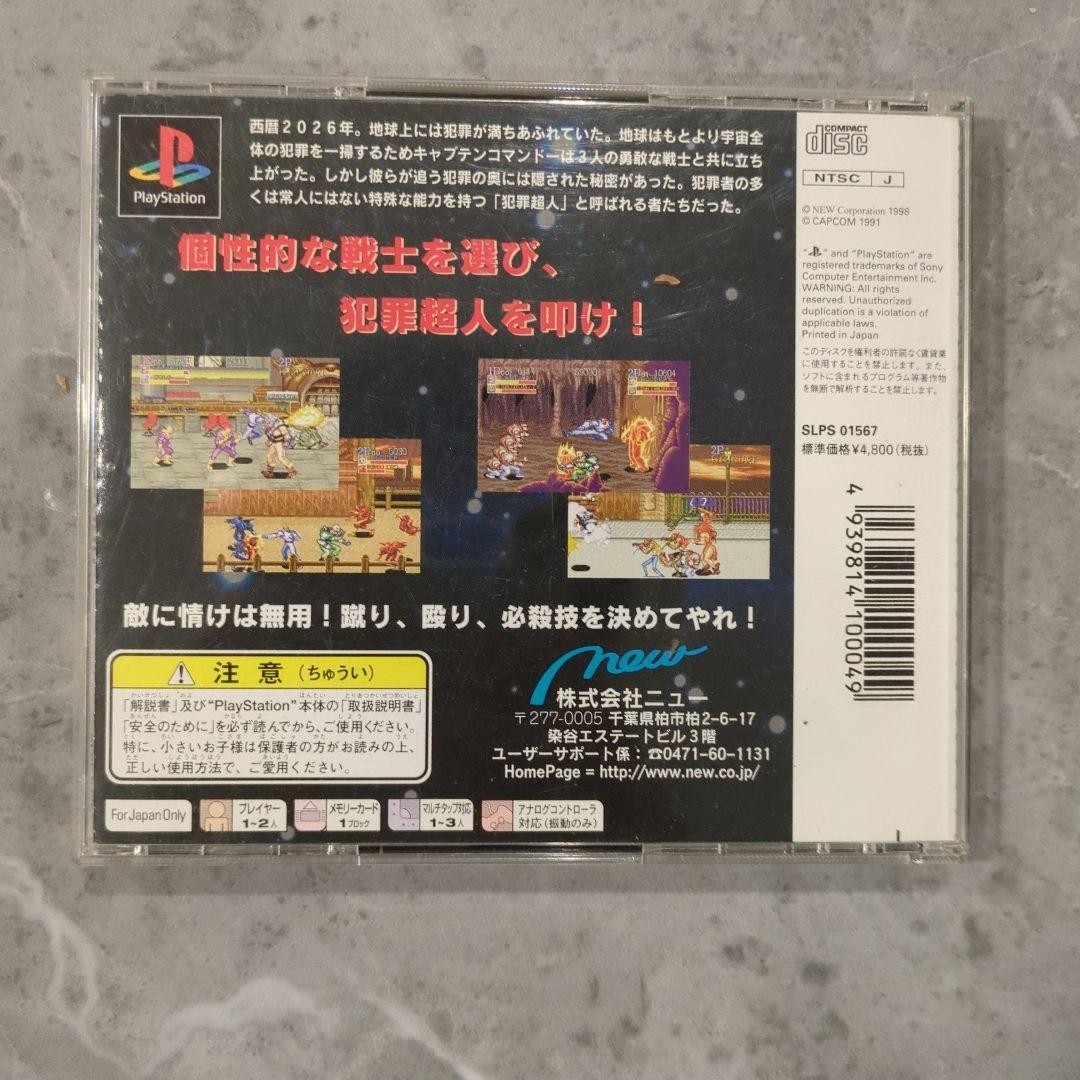 西暦2026年。地球上には犯罪が満ちあふれていた。地球はもとより宇宙全
体の犯罪を一掃するためキャプテンコマンドーは3人の勇敢な戦士と共に立ち
上がった。しかし彼らが追う犯罪の奥には隠された秘密があった。犯罪者の多
くは常人にはない特殊な能力を持つ「犯罪超人」と呼ばれる者たちだった。
PlayStation
個性的な戦士を選び、
犯罪超人を叩け!
敵に情けは無用!蹴り、殴り、必殺技を決めてやれ!
注意(ちゅうい)
「解説書」及び“PlayStation”本体の「取扱説明書」
「安全のために」を必ず読んでから、ご使用ください。
特に、小さいお子様は保護者の方がお読みの上、
正しい使用方法で、ご愛用ください。
new
株式会社ニュー
〒277-0005 千葉県柏市柏2-6-17
染谷エステートビル3階
ユーザーサポート係:☎0471-60-1131
HomePage = http://www.new.co.jp/
For Japan Only
プレイヤー
1~2人
メモリーカード
1ブロック
マルチタップ対応
1~3人
アナログコントローラ
対応(振動のみ)
COMPACT
disc
NTSC J
© NEW Corporation 1998
© CAPCOM 1991
" " and "PlayStation" are
registered trademarks of Sony
Computer Entertainment Inc.
WARNING: All rights
reserved. Unauthorized
duplication is a violation of
applicable laws.
Printed in Japan
このディスクを権利者の許諾なく賃貸業
に使用することを禁止します。また、
ソフトに含まれるプログラム等著作物
を無断で解析することを禁止します。
SLPS 01567
標準価格¥4,800(税抜)
4 939814 100049